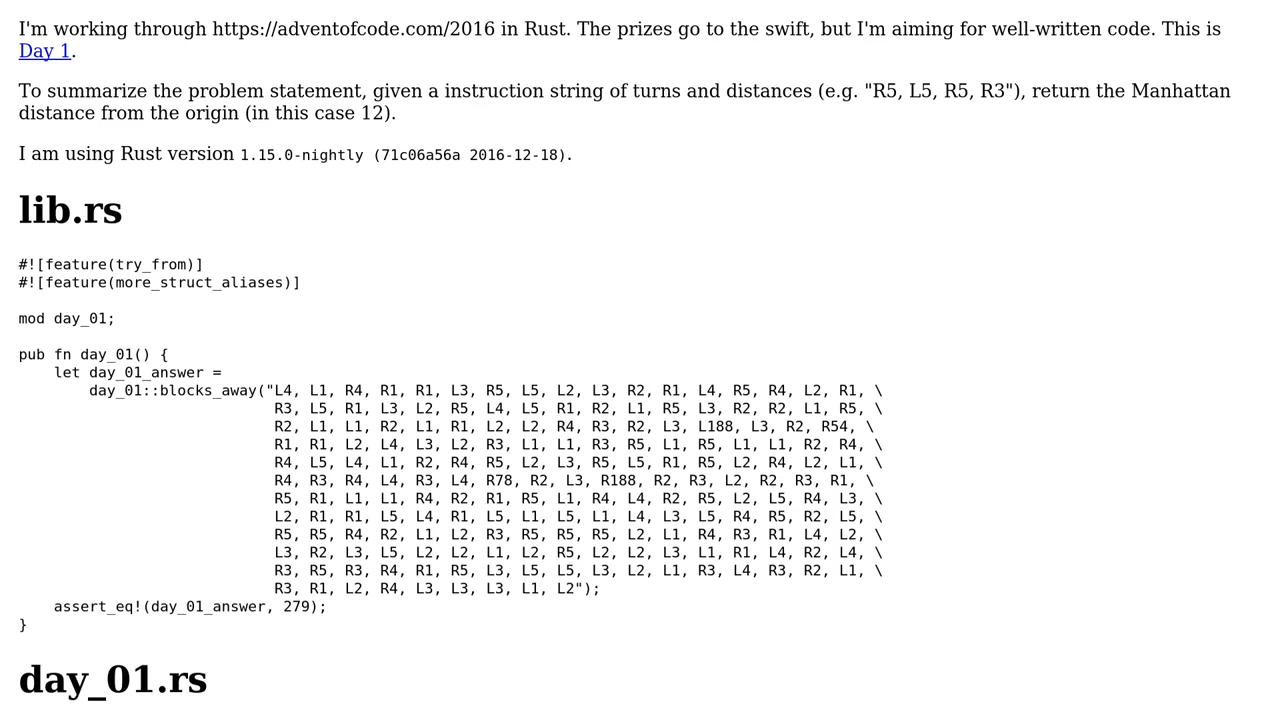 I'm working through https://adventofcode.com/2016 in Rust. The prizes go to the swift, but I'm aiming for well-written code. This is
Day 1.
To summarize the problem statement, given a instruction string of turns and distances (e.g. "R5, L5, R5, R3"), return the Manhattan
distance from the origin (in this case 12).
I am using Rust version 1.15.0-nightly (71c06a56a 2016-12-18).
lib.rs
#![feature(try_from)]
#![feature(more_struct_aliases)]
mod day_01;
pub fn day_01() {
    let day_01_answer =
        day_01::blocks_away("L4, L1, R4, R1, R1, L3, R5, L5, L2, L3, R2, R1, L4, R5, R4, L2, R1, \
                             R3, L5, R1, L3, L2, R5, L4, L5, R1, R2, L1, R5, L3, R2, R2, L1, R5, \
                             R2, L1, L1, R2, L1, R1, L2, L2, R4, R3, R2, L3, L188, L3, R2, R54, \
                             R1, R1, L2, L4, L3, L2, R3, L1, L1, R3, R5, L1, R5, L1, L1, R2, R4, \
                             R4, L5, L4, L1, R2, R4, R5, L2, L3, R5, L5, R1, R5, L2, R4, L2, L1, \
                             R4, R3, R4, L4, R3, L4, R78, R2, L3, R188, R2, R3, L2, R2, R3, R1, \
                             R5, R1, L1, L1, R4, R2, R1, R5, L1, R4, L4, R2, R5, L2, L5, R4, L3, \
                             L2, R1, R1, L5, L4, R1, L5, L1, L5, L1, L4, L3, L5, R4, R5, R2, L5, \
                             R5, R5, R4, R2, L1, L2, R3, R5, R5, R5, L2, L1, R4, R3, R1, L4, L2, \
                             L3, R2, L3, L5, L2, L2, L1, L2, R5, L2, L2, L3, L1, R1, L4, R2, L4, \
                             R3, R5, R3, R4, R1, R5, L3, L5, L5, L3, L2, L1, R3, L4, R3, R2, L1, \
                             R3, R1, L2, R4, L3, L3, L3, L1, L2");
    assert_eq!(day_01_answer, 279);
}
day_01.rs